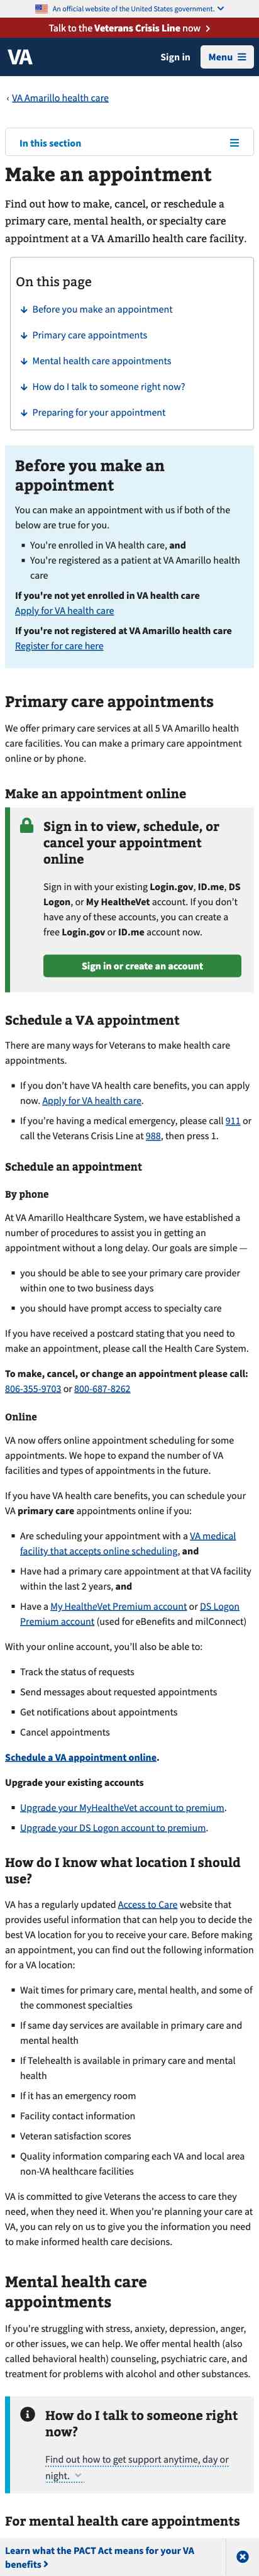 An official website of the United States government.
Talk to the Veterans Crisis Line now
VA
Sign in
Menu
‹ VA Amarillo health care
In this section
Make an appointment
Find out how to make, cancel, or reschedule a
primary care, mental health, or specialty care
appointment at a VA Amarillo health care facility.
On this page
Before you make an appointment
Primary care appointments
Mental health care appointments
How do I talk to someone right now?
Preparing for your appointment
Before you make an
appointment
You can make an appointment with us if both of the
below are true for you.
You're enrolled in VA health care, and
You're registered as a patient at VA Amarillo health
care
If you're not yet enrolled in VA health care
Apply for VA health care
If you're not registered at VA Amarillo health care
Register for care here
Primary care appointments
We offer primary care services at all 5 VA Amarillo health
care facilities. You can make a primary care appointment
online or by phone.
Make an appointment online
Sign in to view, schedule, or
cancel your appointment
online
Sign in with your existing Login.gov, ID.me, DS
Logon, or My HealtheVet account. If you don't
have any of these accounts, you can create a
free Login.gov or ID.me account now.
Sign in or create an account
Schedule a VA appointment
There are many ways for Veterans to make health care
appointments.
If you don't have VA health care benefits, you can apply
now. Apply for VA health care.
If you're having a medical emergency, please call 911 or
call the Veterans Crisis Line at 988, then press 1.
Schedule an appointment
By phone
At VA Amarillo Healthcare System, we have established a
number of procedures to assist you in getting an
appointment without a long delay. Our goals are simple —
you should be able to see your primary care provider
within one to two business days
you should have prompt access to specialty care
If you have received a postcard stating that you need to
make an appointment, please call the Health Care System.
To make, cancel, or change an appointment please call:
806-355-9703 or 800-687-8262
Online
VA now offers online appointment scheduling for some
appointments. We hope to expand the number of VA
facilities and types of appointments in the future.
If you have VA health care benefits, you can schedule your
VA primary care appointments online if you:
Are scheduling your appointment with a VA medical
facility that accepts online scheduling, and
Have had a primary care appointment at that VA facility
within the last 2 years, and
Have a My HealtheVet Premium account or DS Logon
Premium account (used for eBenefits and milConnect)
With your online account, you'll also be able to:
Track the status of requests
Send messages about requested appointments
Get notifications about appointments
Cancel appointments
Schedule a VA appointment online.
Upgrade your existing accounts
Upgrade your MyHealtheVet account to premium.
Upgrade your DS Logon account to premium.
How do I know what location I should
use?
VA has a regularly updated Access to Care website that
provides useful information that can help you to decide the
best VA location for you to receive your care. Before making
an appointment, you can find out the following information
for a VA location:
Wait times for primary care, mental health, and some of
the commonest specialties
If same day services are available in primary care and
mental health
If Telehealth is available in primary care and mental
health
If it has an emergency room
Facility contact information
Veteran satisfaction scores
Quality information comparing each VA and local area
non-VA healthcare facilities
VA is committed to give Veterans the access to care they
need, when they need it. When you're planning your care at
VA, you can rely on us to give you the information you need
to make informed health care decisions.
Mental health care
appointments
If you're struggling with stress, anxiety, depression, anger,
or other issues, we can help. We offer mental health (also
called behavioral health) counseling, psychiatric care, and
treatment for problems with alcohol and other substances.
How do I talk to someone right
now?
Find out how to get support anytime, day or
night.
For mental health care appointments
Learn what the PACT Act means for your VA
benefits